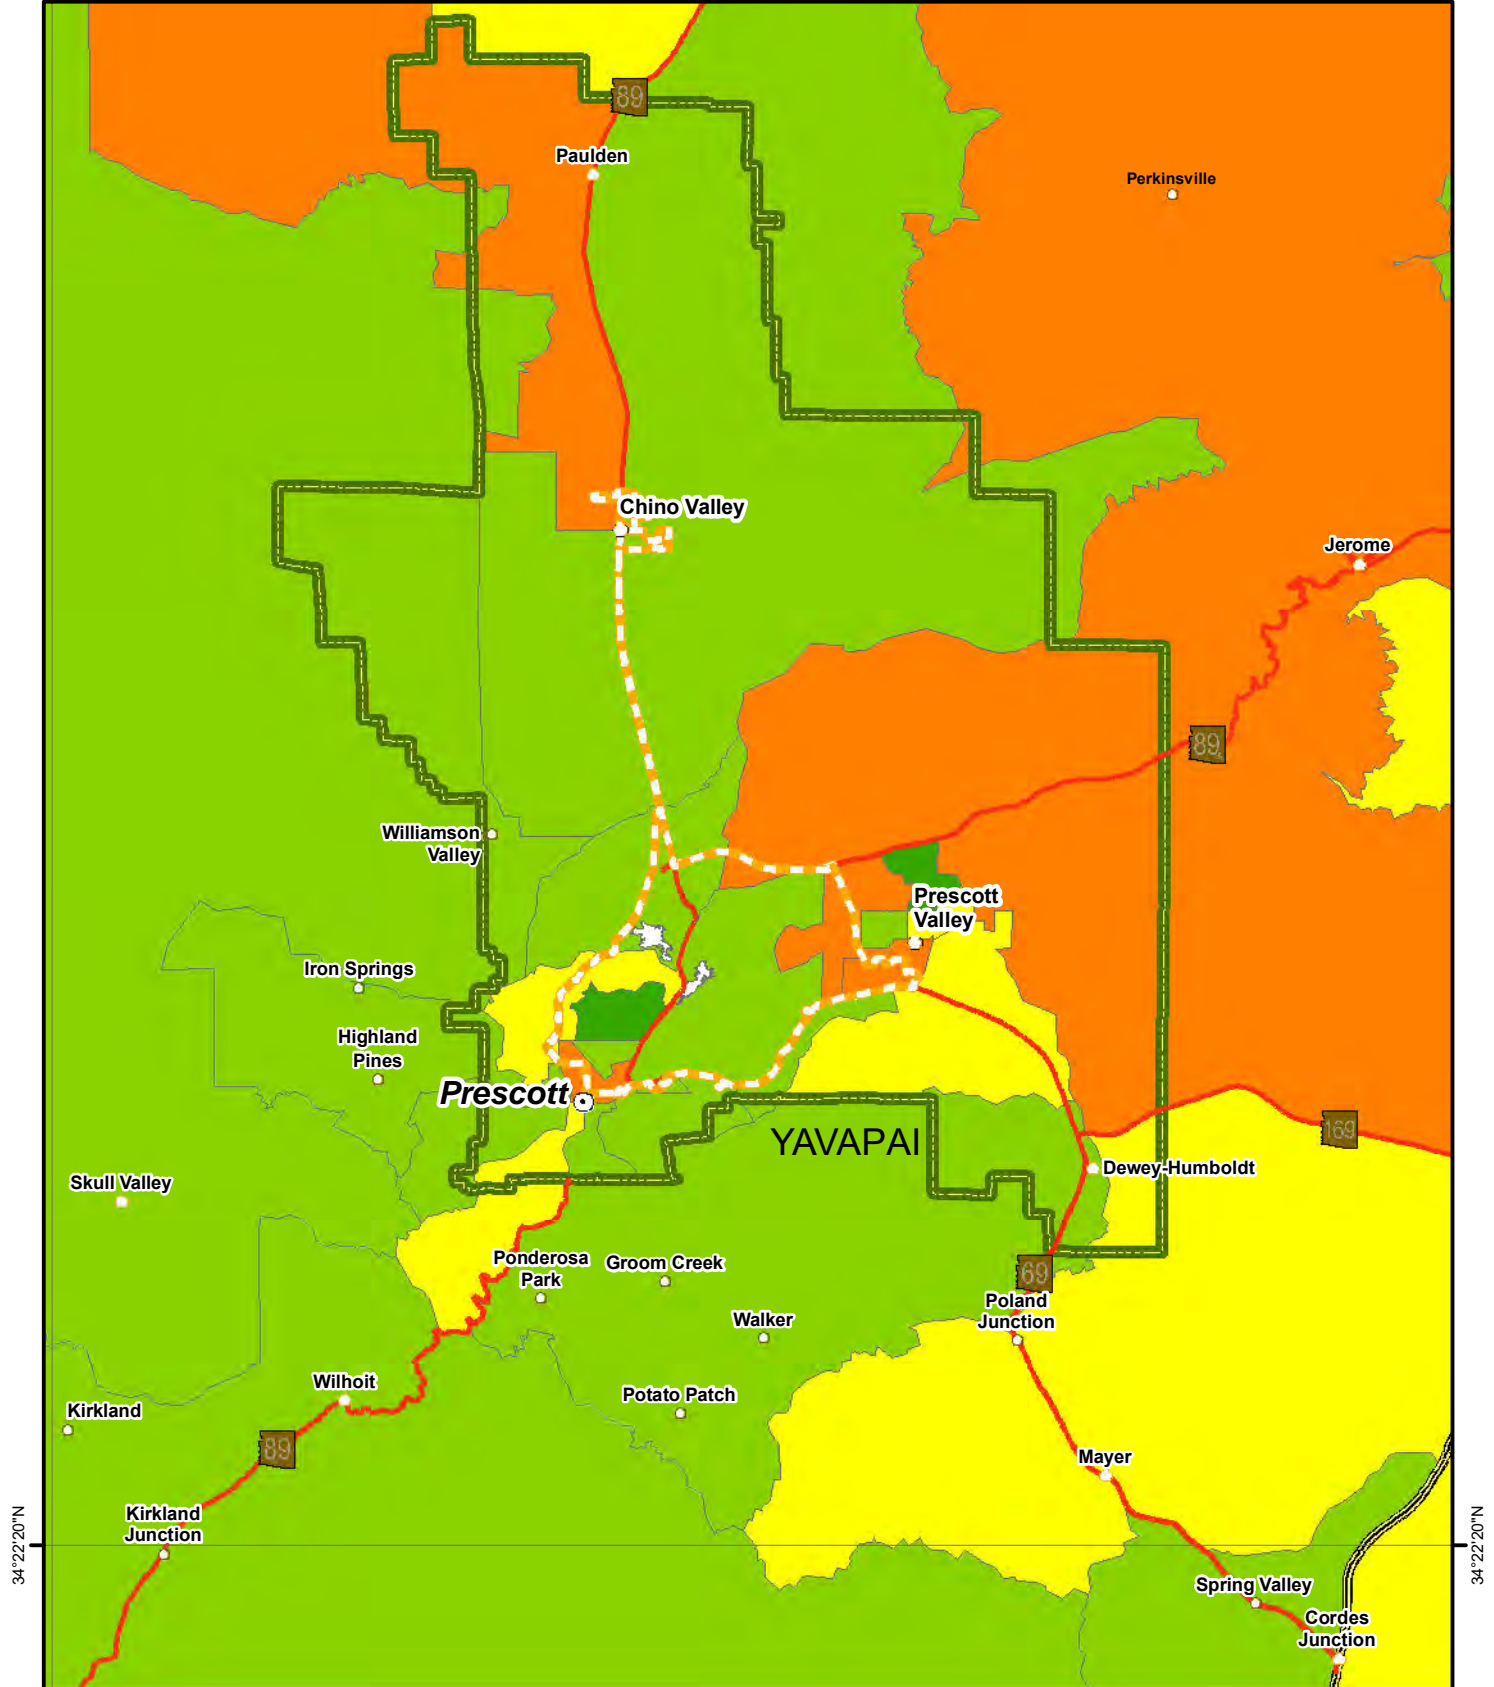 89
Paulden
Perkinsville
Chino Valley
Jerome
89
Williamson
Valley
Prescott
Valley
Iron Springs
Highland
Pines
Prescott
YAVAPAI
169
Dewey-Humboldt
Skull Valley
Ponderosa
Park
Groom Creek
69
Poland
Junction
Walker
Wilhoit
Potato Patch
Kirkland
89
Mayer
Kirkland
Junction
34°22'20"N
34°22'20"N
Spring Valley
Cordes
Junction